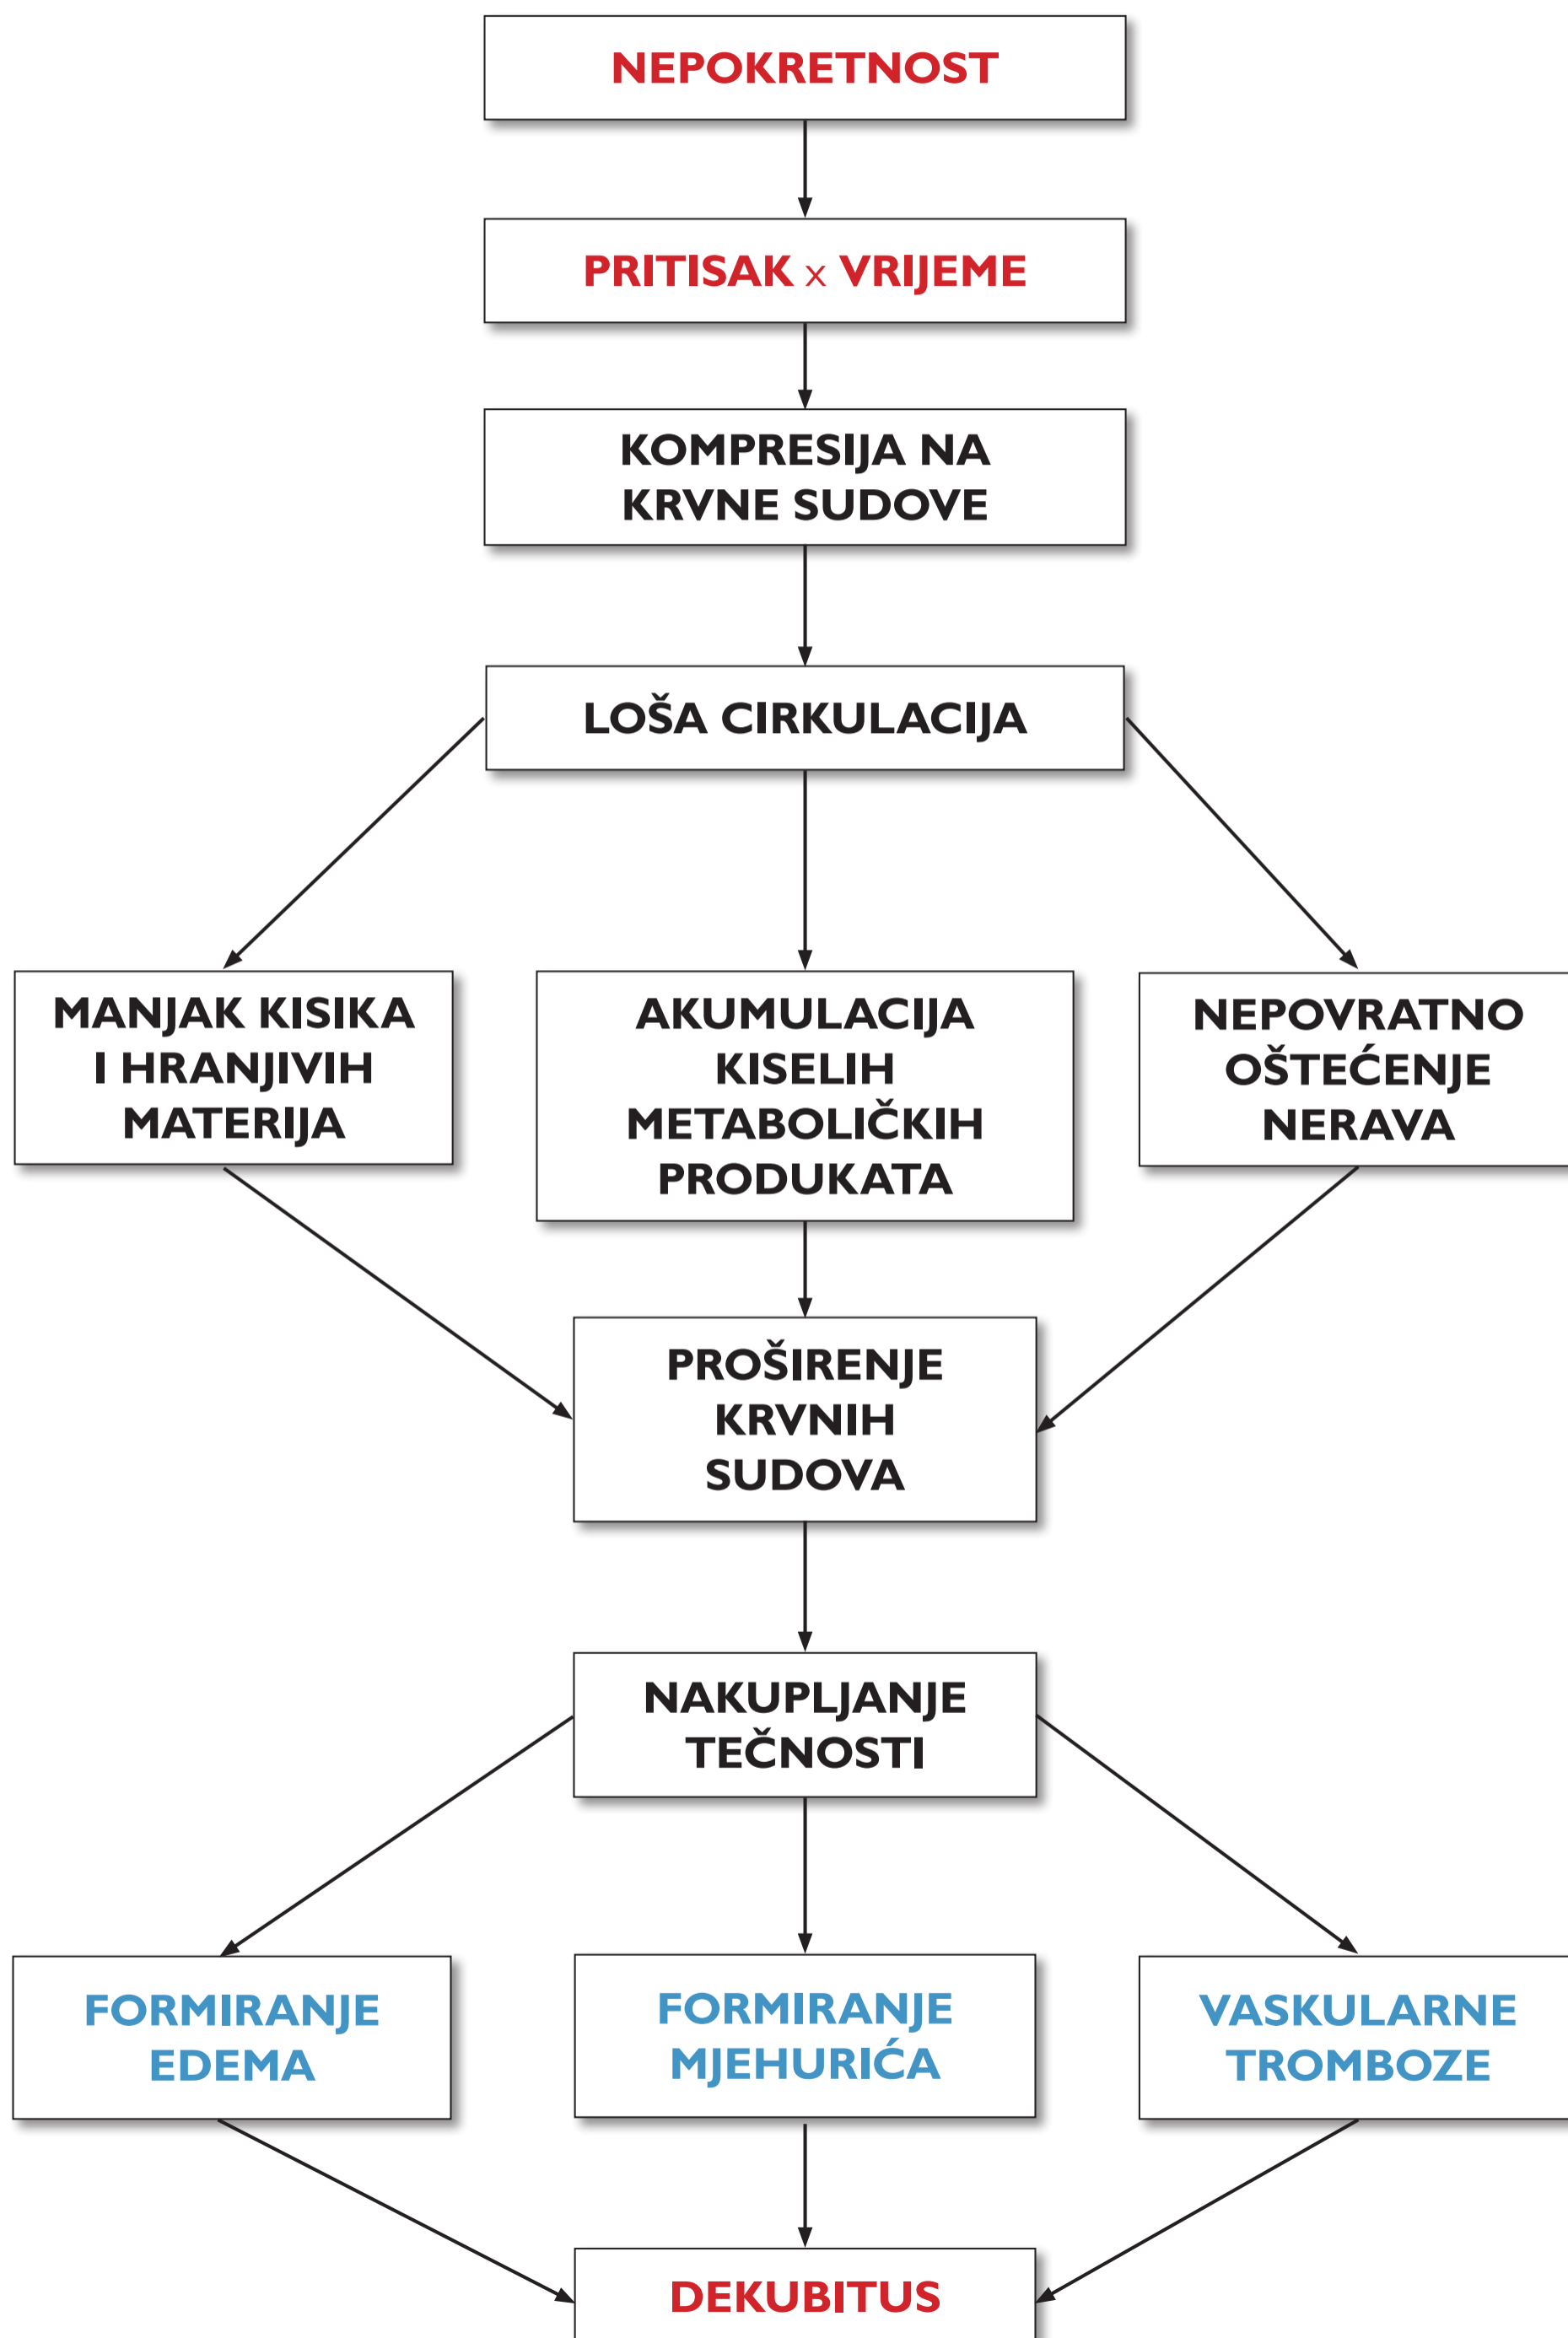 NEPOKRETNOST
PRITISAK x VRIJEME
KOMPRESIJA NA
KRVNE SUDOVE
LOŠA CIRKULACIJA
MANJAK KISIKA
I HRANJIVIH
MATERIJA
AKUMULACIJA
KISELIH
METABOLIČKIH
PRODUKATA
NEPOVRATNO
OŠTEĆENJE
NERAVA
PROŠIRENJE
KRVNIH
SUDOVA
NAKUPLJANJE
TEČNOSTI
FORMIRANJE
EDEMA
FORMIRANJE
MJEHURIĆA
VASKULARNE
TROMBOZE
DEKUBITUS